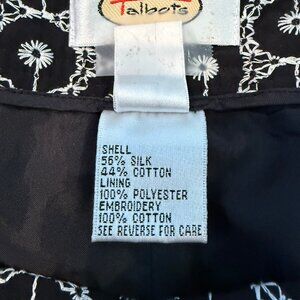 Talbots
SHELL
56% SILK
44% COTTON
LINING
100% POLYESTER
EMBROIDERY
100% COTTON
SEE REVERSE FOR CARE